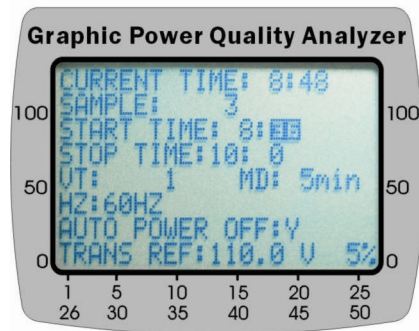 Graphic Power Quality Analyzer
CURRENT TIME: 8:48
SAMPLE: 3
START TIME: 8:
STOP TIME:10: 0
VT: 1 MD: 5min
HZ:60HZ
AUTO POWER OFF:Y
TRANS REF:110.0 V 5%
100 100
50 50
0 0
1 5 10 15 20 25
26 30 35 40 45 50